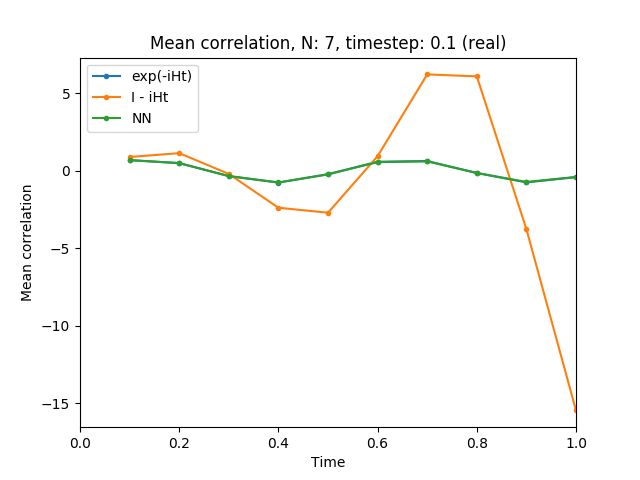 Mean correlation, N: 7, timestep: 0.1 (real)
exp(-iHt)
I - iHt
NN
5
0
−5
−10
−15
Mean correlation
0.0 0.2 0.4 0.6 0.8 1.0
Time